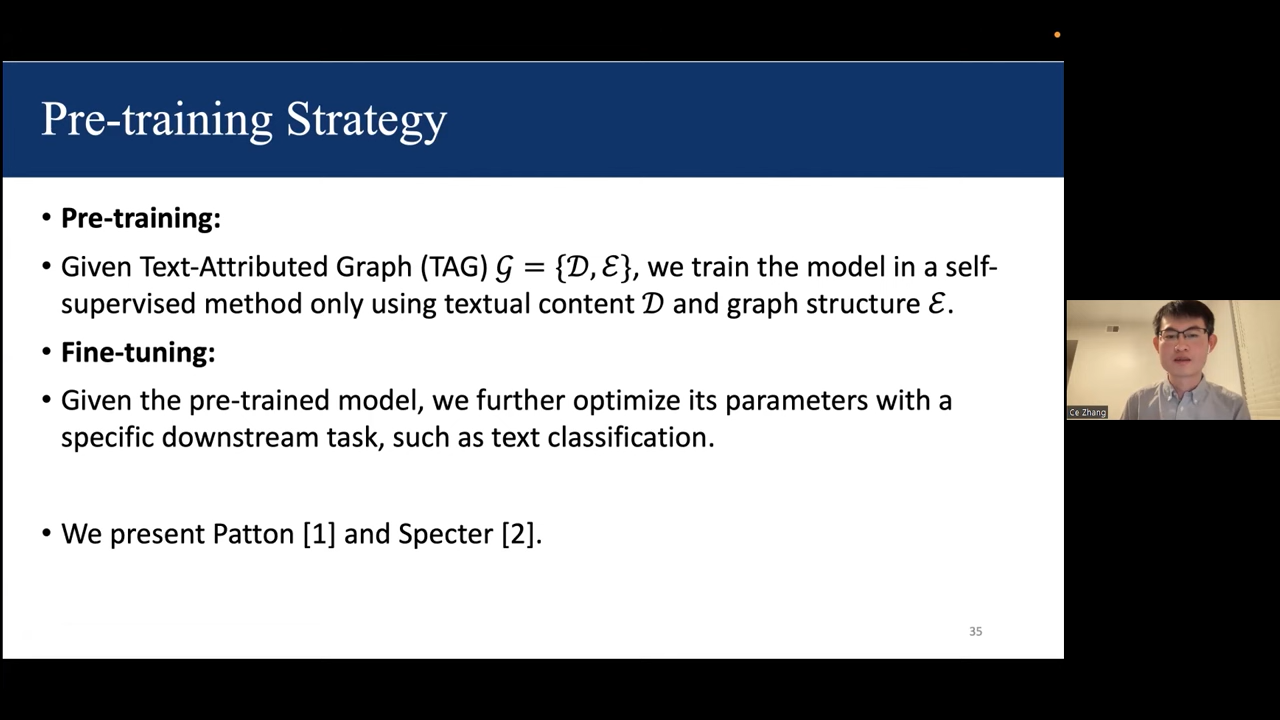 Pre-training Strategy
• Pre-training:
• Given Text-Attributed Graph (TAG) 𝒢 = {𝒟, ℰ}, we train the model in a self-
supervised method only using textual content 𝒟 and graph structure ℰ.
• Fine-tuning:
• Given the pre-trained model, we further optimize its parameters with a
specific downstream task, such as text classification.
• We present Patton [1] and Specter [2].
35
Ce Zhang